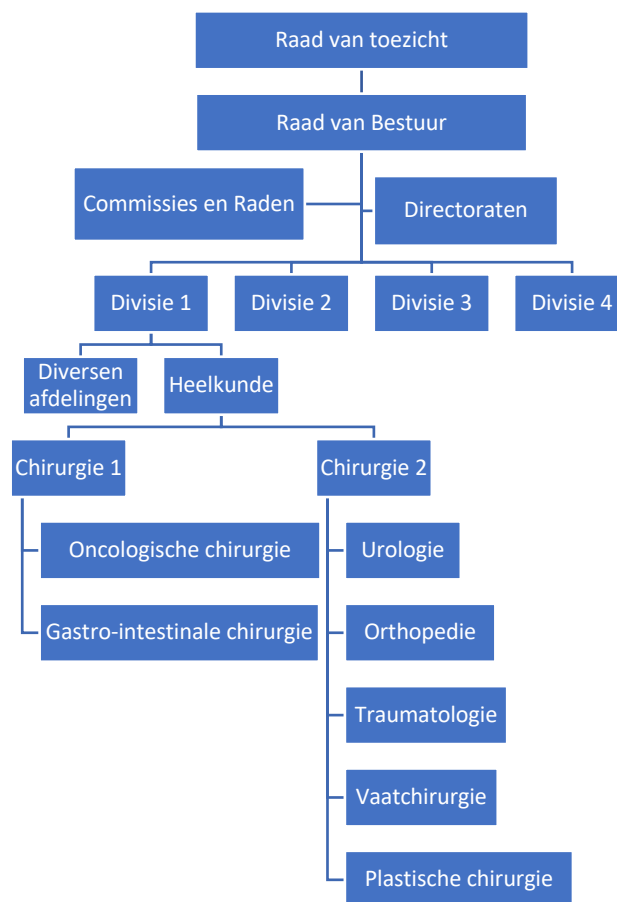 Raad van toezicht
Raad van Bestuur
Commissies en Raden
Directoraten
Divisie 1
Divisie 2
Divisie 3
Divisie 4
Diversen
afdelingen
Heelkunde
Chirurgie 1
Chirurgie 2
Oncologische chirurgie
Urologie
Gastro-intestinale chirurgie
Orthopedie
Traumatologie
Vaatchirurgie
Plastische chirurgie